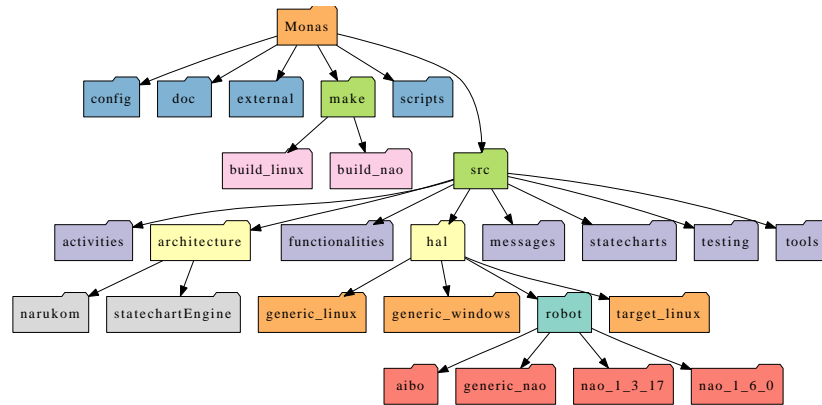 Monas
config
doc
external
make
scripts
build_linux
build_nao
src
activities
architecture
functionalities
hal
messages
statecharts
testing
tools
narukom
statechartEngine
generic_linux
generic_windows
robot
target_linux
aibo
generic_nao
nao_1_3_17
nao_1_6_0